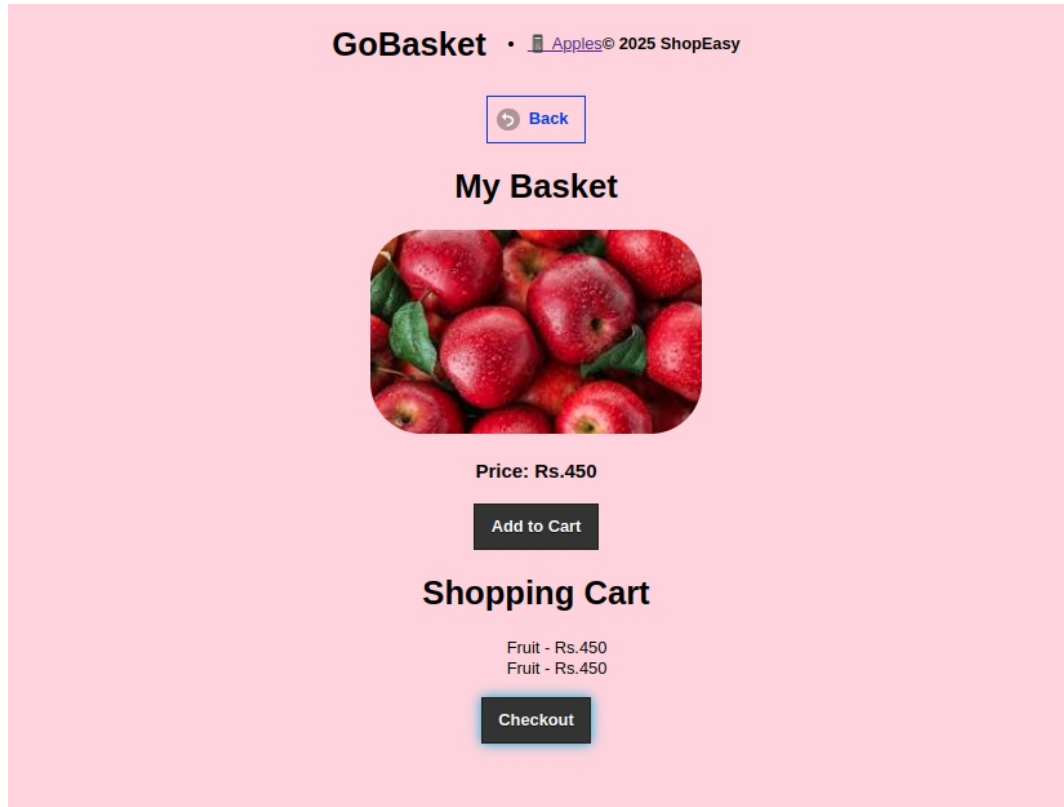 GoBasket • Apples© 2025 ShopEasy
Back
My Basket
Price: Rs.450
Add to Cart
Shopping Cart
Fruit - Rs.450
Fruit - Rs.450
Checkout